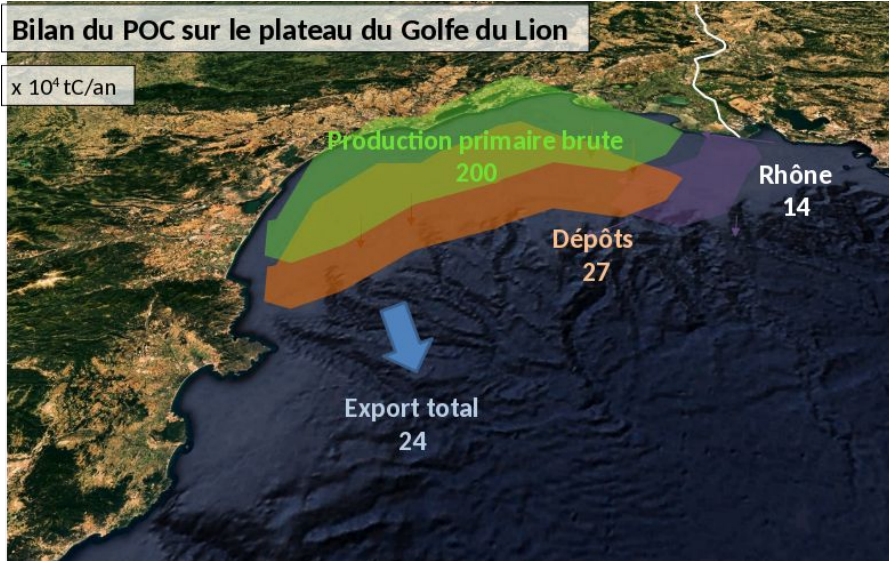 Bilan du POC sur le plateau du Golfe du Lion
x 10⁴ tC/an
Production primaire brute
200
Rhône
14
Dépôts
27
Export total
24